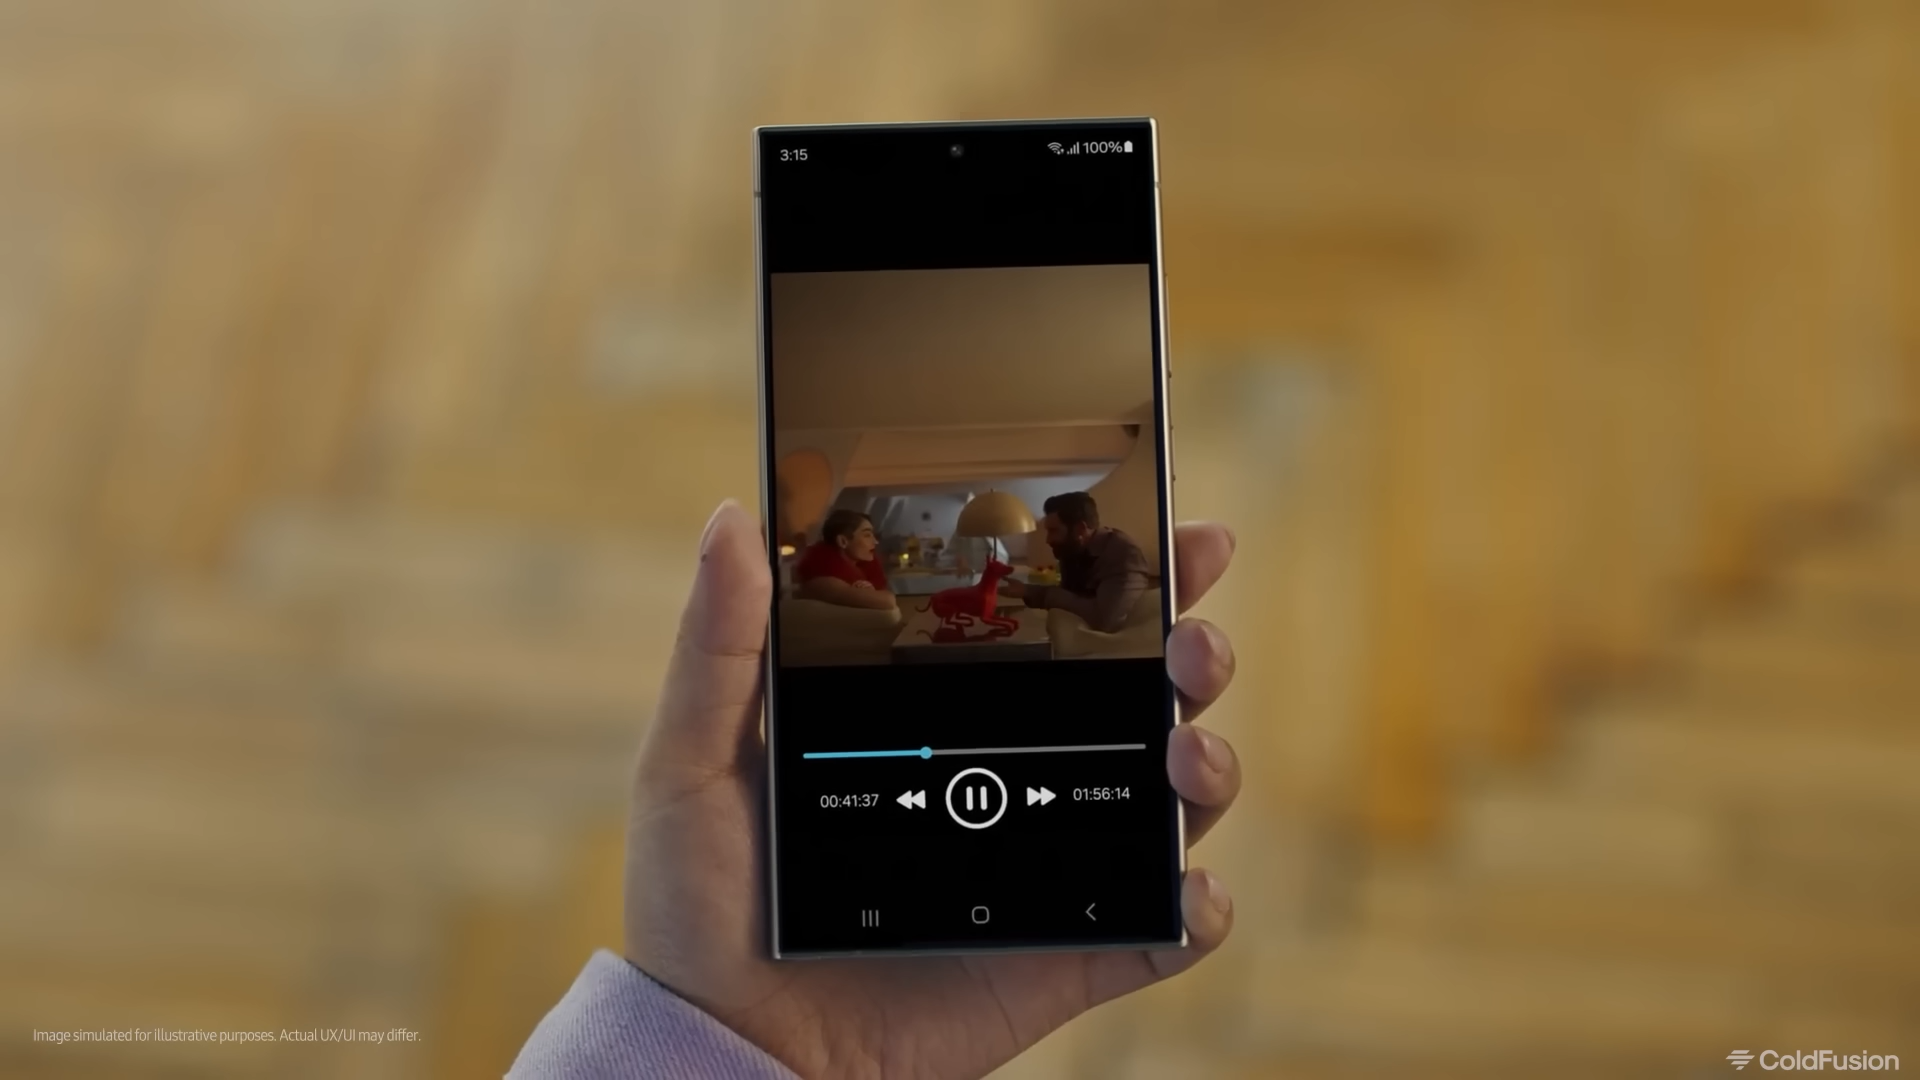 3:15
100%
00:41:37
01:56:14
Image simulated for illustrative purposes. Actual UX/UI may differ.
ColdFusion